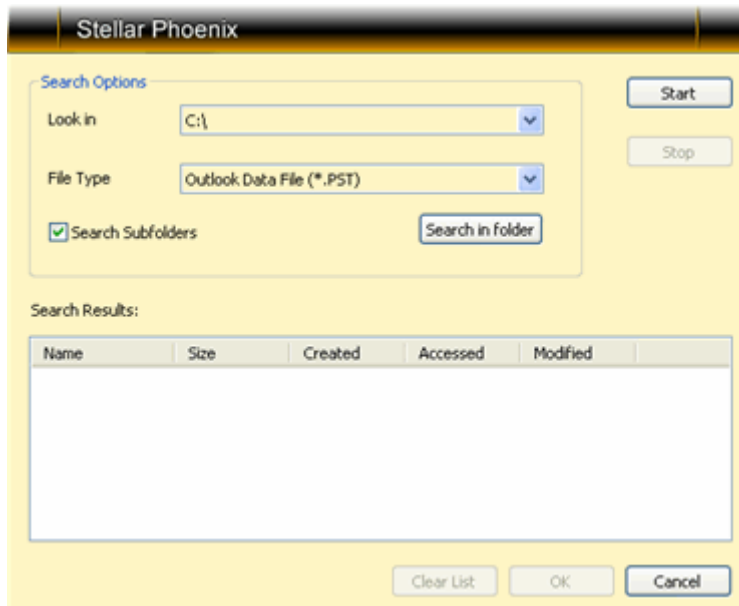 Stellar Phoenix
Search Options
Look in C:\
Start
Stop
File Type Outlook Data File (*.PST)
Search Subfolders
Search in folder
Search Results:
Name Size Created Accessed Modified
Clear List OK Cancel